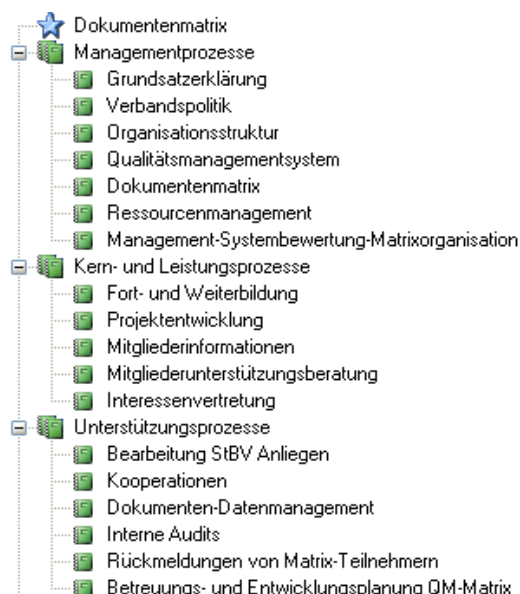 Dokumentenmatrix
Managementprozesse
Grundsatzerklärung
Verbandspolitik
Organisationsstruktur
Qualitätsmanagementsystem
Dokumentenmatrix
Ressourcenmanagement
Management-Systembewertung-Matrixorganisation
Kern- und Leistungsprozesse
Fort- und Weiterbildung
Projektentwicklung
Mitgliederinformationen
Mitgliederunterstützungsberatung
Interessenvertretung
Unterstützungsprozesse
Bearbeitung StBV Anliegen
Kooperationen
Dokumenten-Datenmanagement
Interne Audits
Rückmeldungen von Matrix-Teilnehmern
Betreuungs- und Entwicklungsplanung QM-Matrix